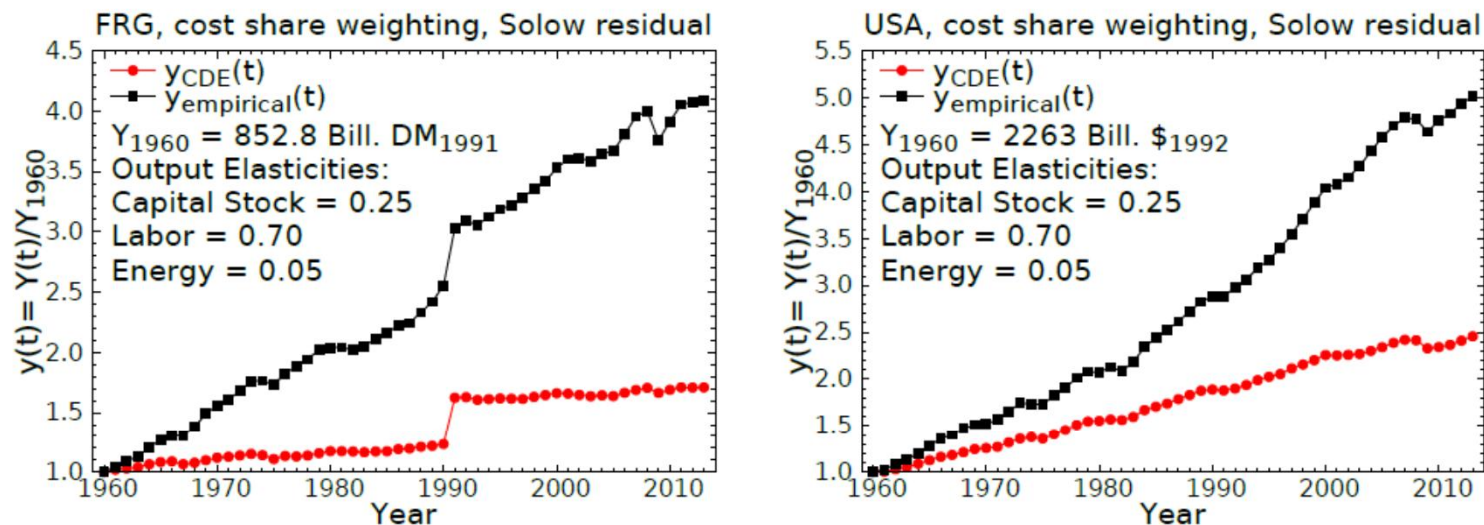 FRG, cost share weighting, Solow residual
4.5
4.0
3.5
3.0
2.5
2.0
1.5
1.0
y(t)= Y(t)/Y1960
yCDE(t)
yempirical(t)
Y1960 = 852.8 Bill. DM1991
Output Elasticities:
Capital Stock = 0.25
Labor = 0.70
Energy = 0.05
1960 1970 1980 1990 2000 2010
Year
USA, cost share weighting, Solow residual
5.5
5.0
4.5
4.0
3.5
3.0
2.5
2.0
1.5
1.0
y(t)= Y(t)/Y1960
yCDE(t)
yempirical(t)
Y1960 = 2263 Bill. $1992
Output Elasticities:
Capital Stock = 0.25
Labor = 0.70
Energy = 0.05
1960 1970 1980 1990 2000 2010
Year